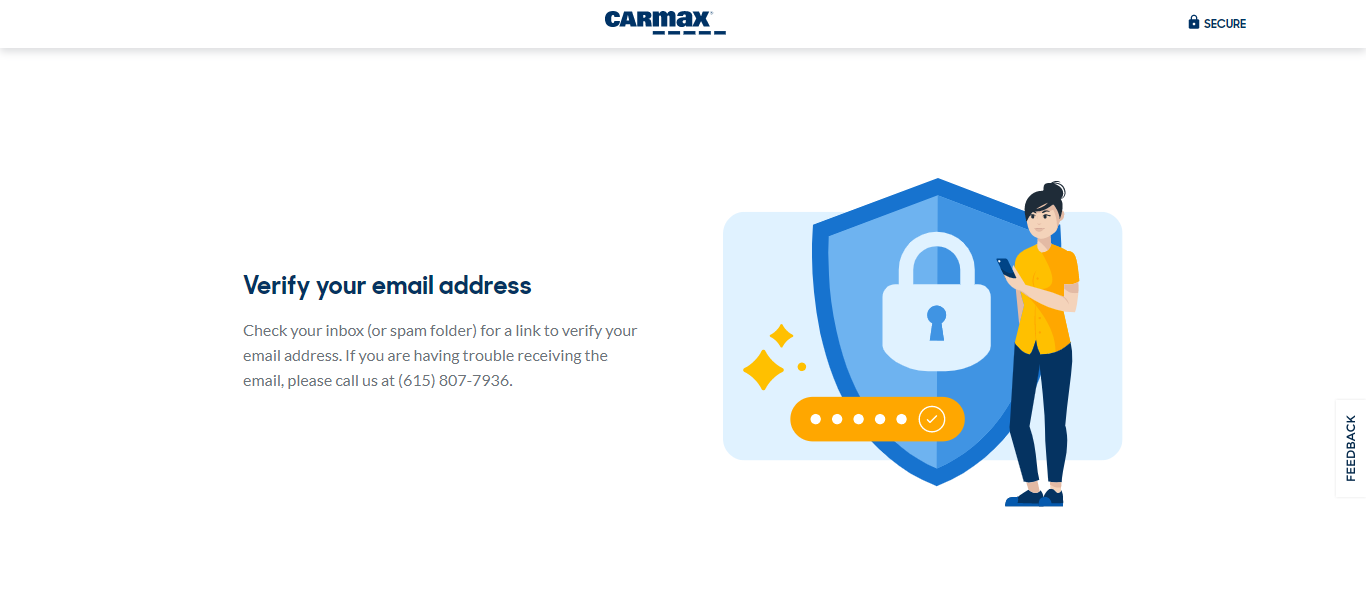 CARMAX
SECURE
Verify your email address
Check your inbox (or spam folder) for a link to verify your
email address. If you are having trouble receiving the
email, please call us at (615) 807-7936.
FEEDBACK